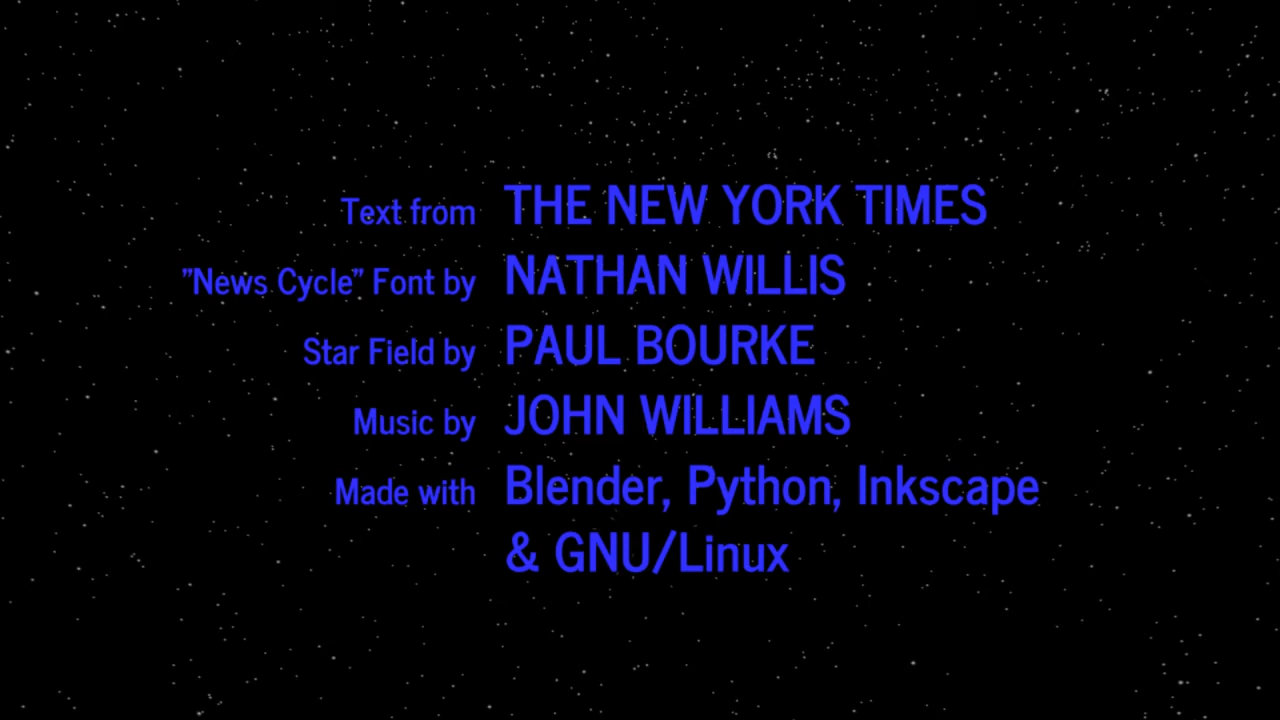 Text from THE NEW YORK TIMES
"News Cycle" Font by NATHAN WILLIS
Star Field by PAUL BOURKE
Music by JOHN WILLIAMS
Made with Blender, Python, Inkscape
& GNU/Linux